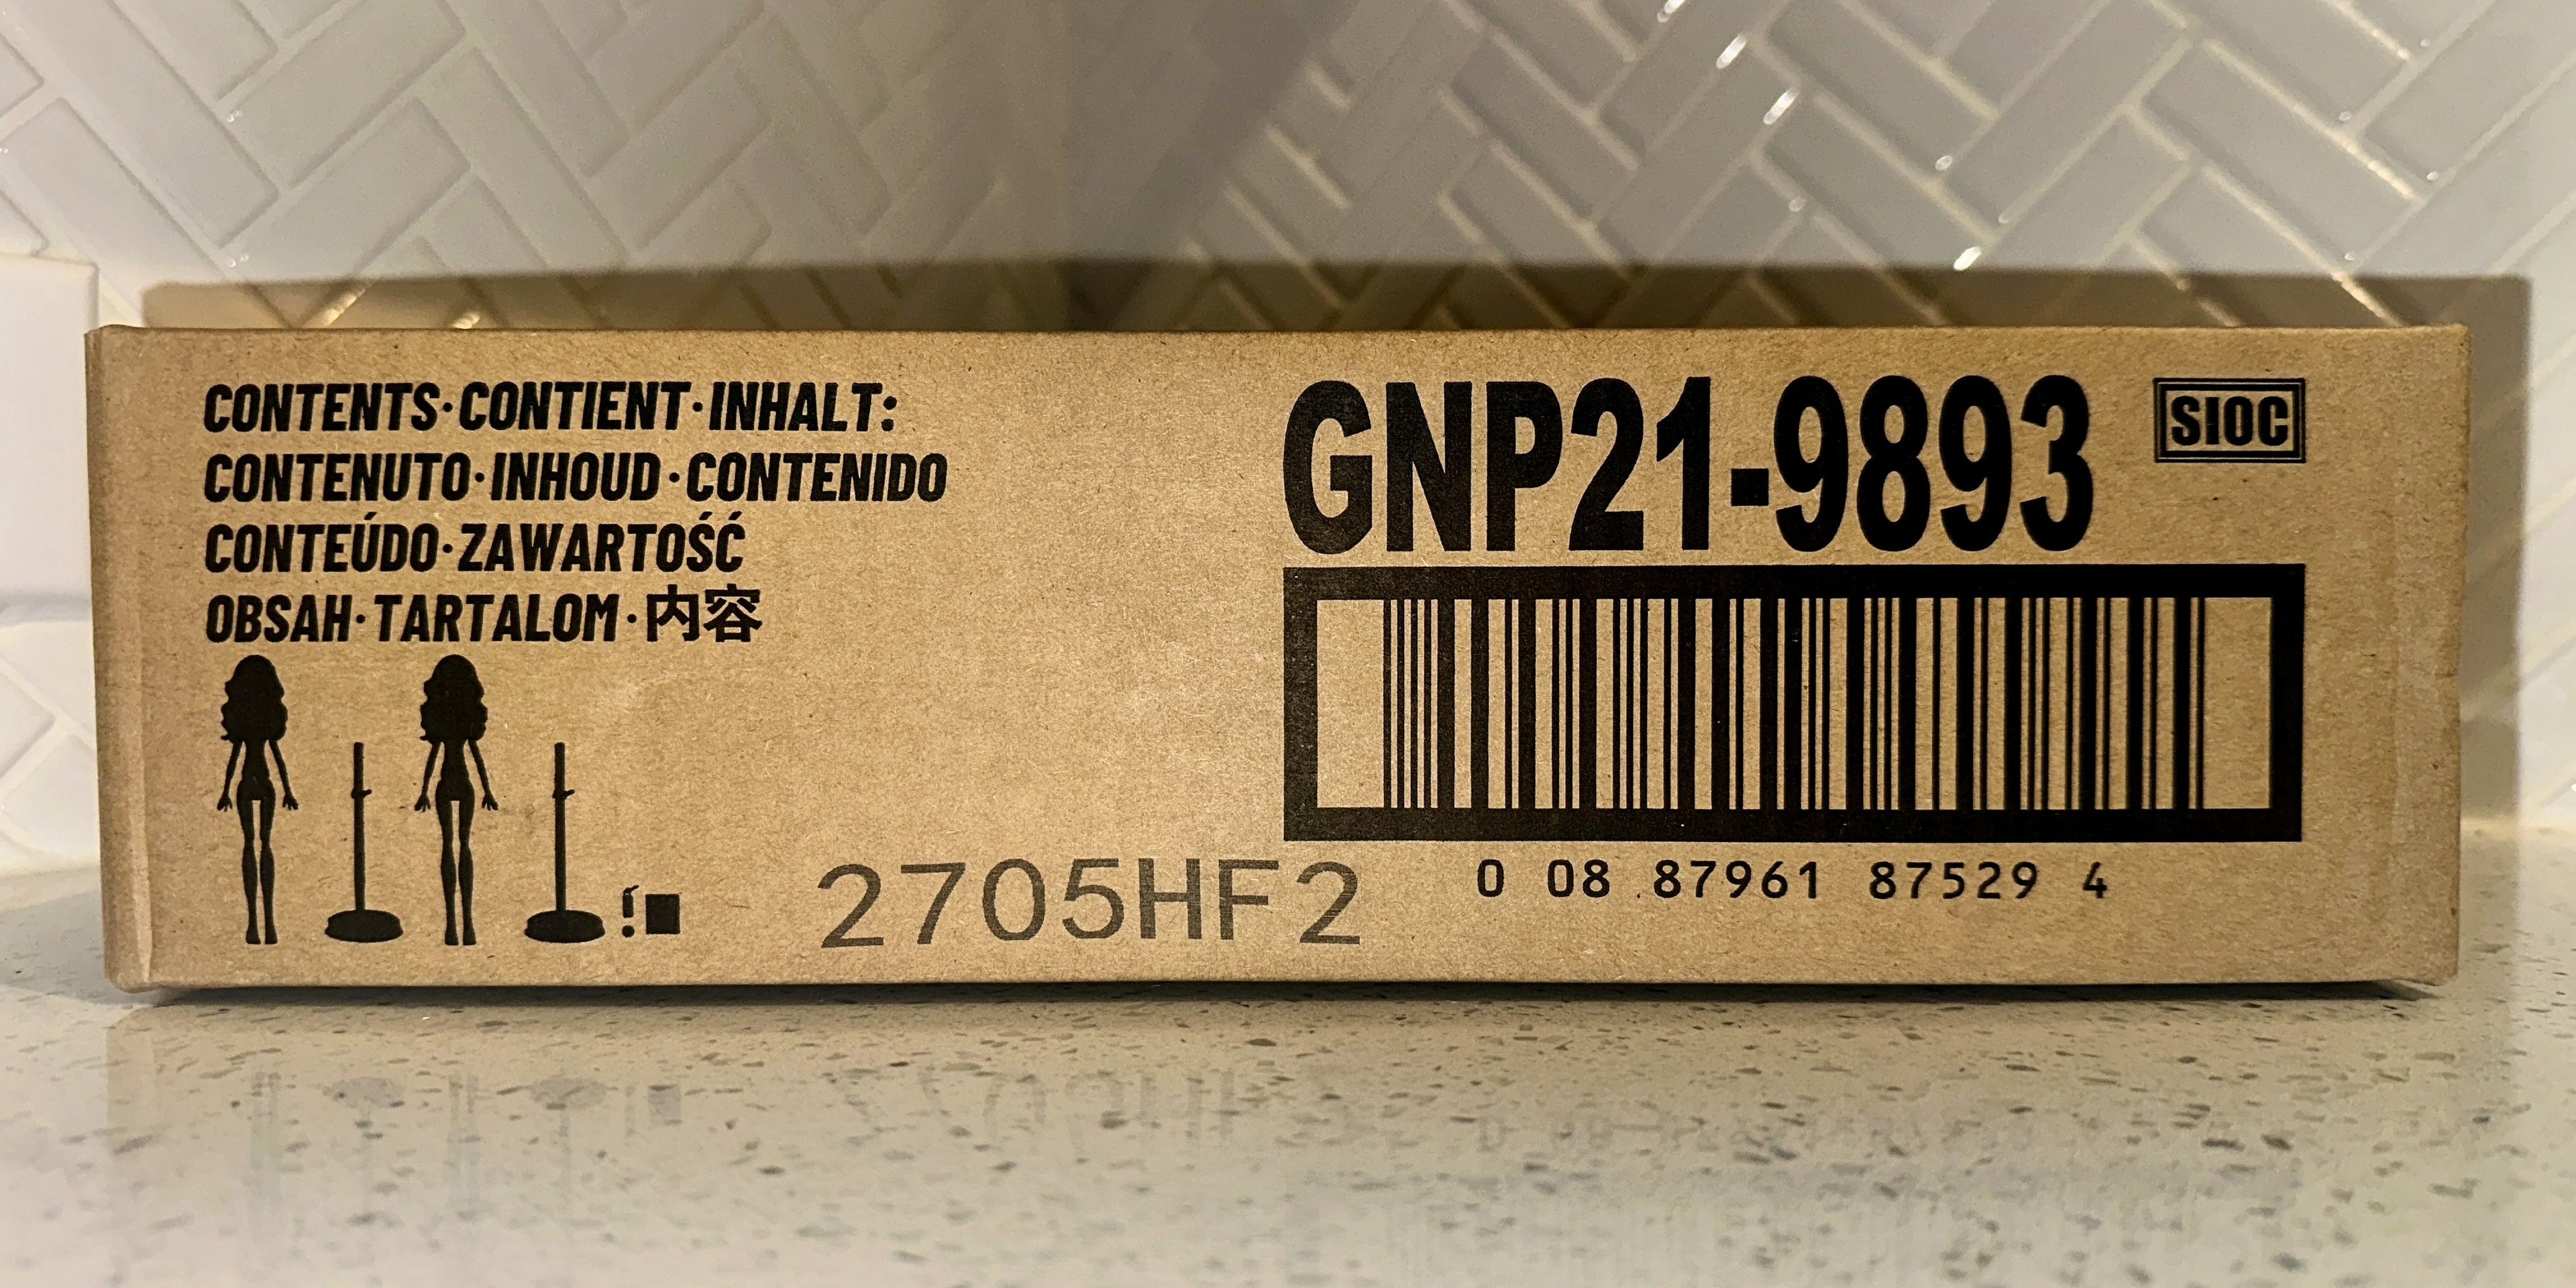 CONTENTS·CONTIENT·INHALT:
CONTENUTO·INHOUD·CONTENIDO
CONTEÚDO·ZAWARTOŚĆ
OBSAH·TARTALOM·内容
GNP21-9893
SIOC
0 08 87961 87529 4
2705HF2